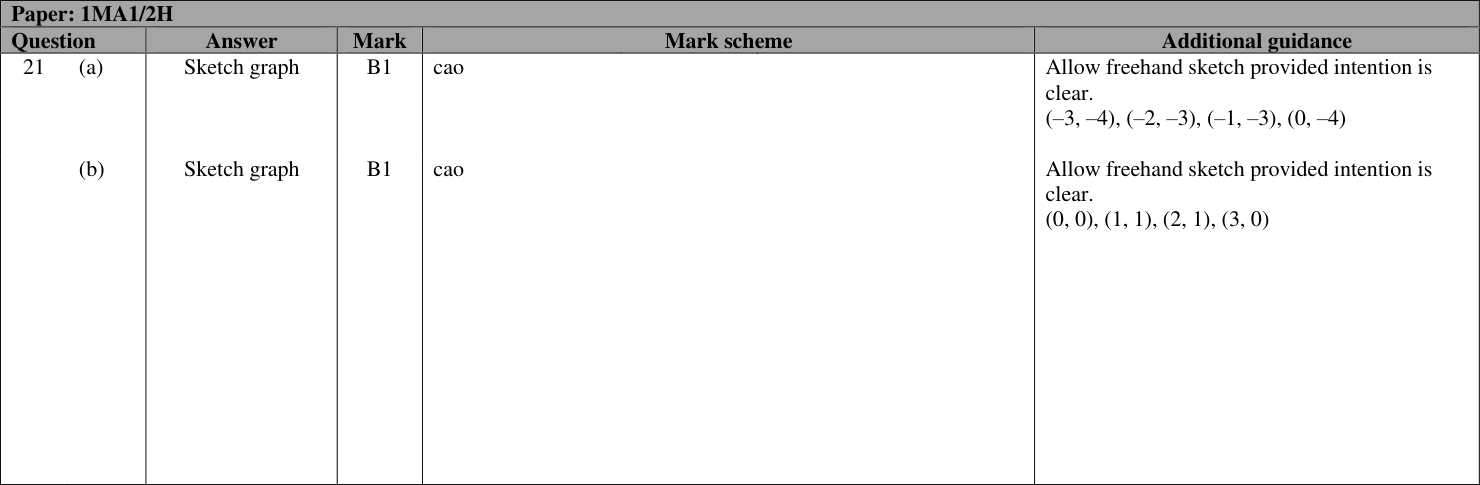 Paper: 1MA1/2H
Question Answer Mark Mark scheme Additional guidance
21 (a) Sketch graph B1 cao Allow freehand sketch provided intention is
clear.
(–3, –4), (–2, –3), (–1, –3), (0, –4)
(b) Sketch graph B1 cao Allow freehand sketch provided intention is
clear.
(0, 0), (1, 1), (2, 1), (3, 0)